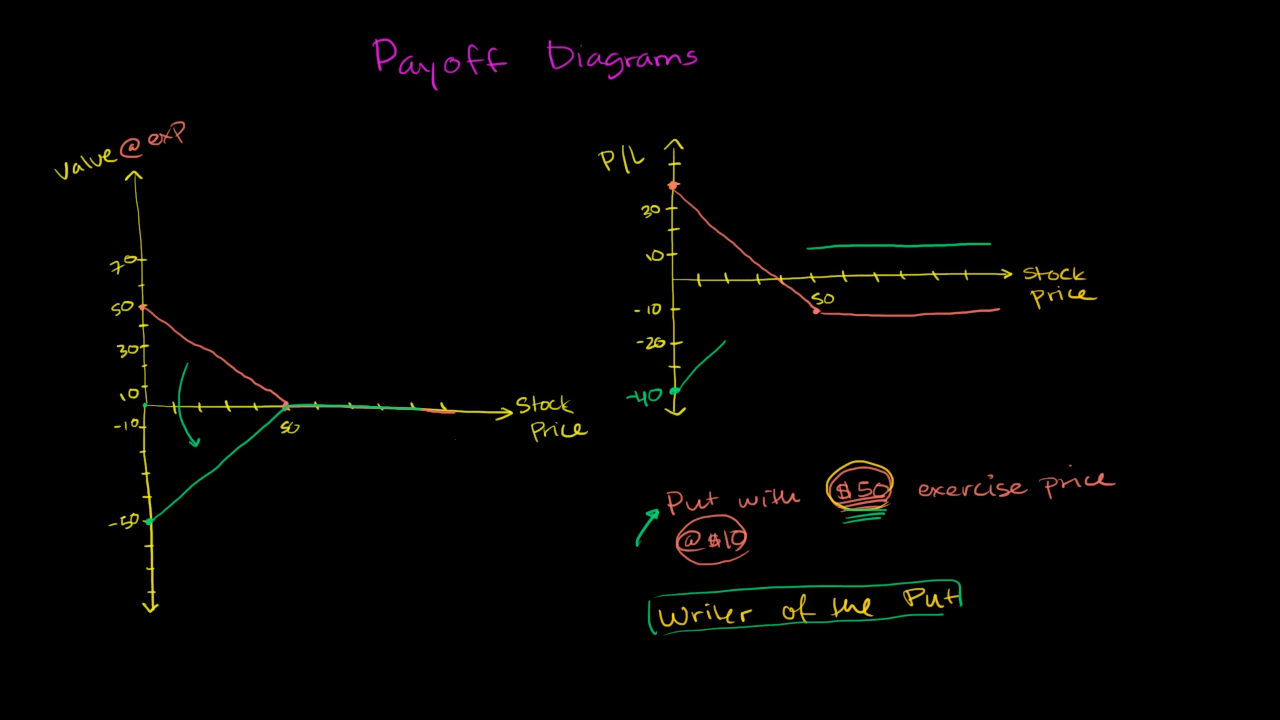 Payoff Diagrams
Value @ exP
70
50
30
10
-10
-50
50
Stock
Price
P/L
30
10
-10
-20
-40
50
Stock
Price
Put with $50 exercise price
@ $10
Writer of the Put